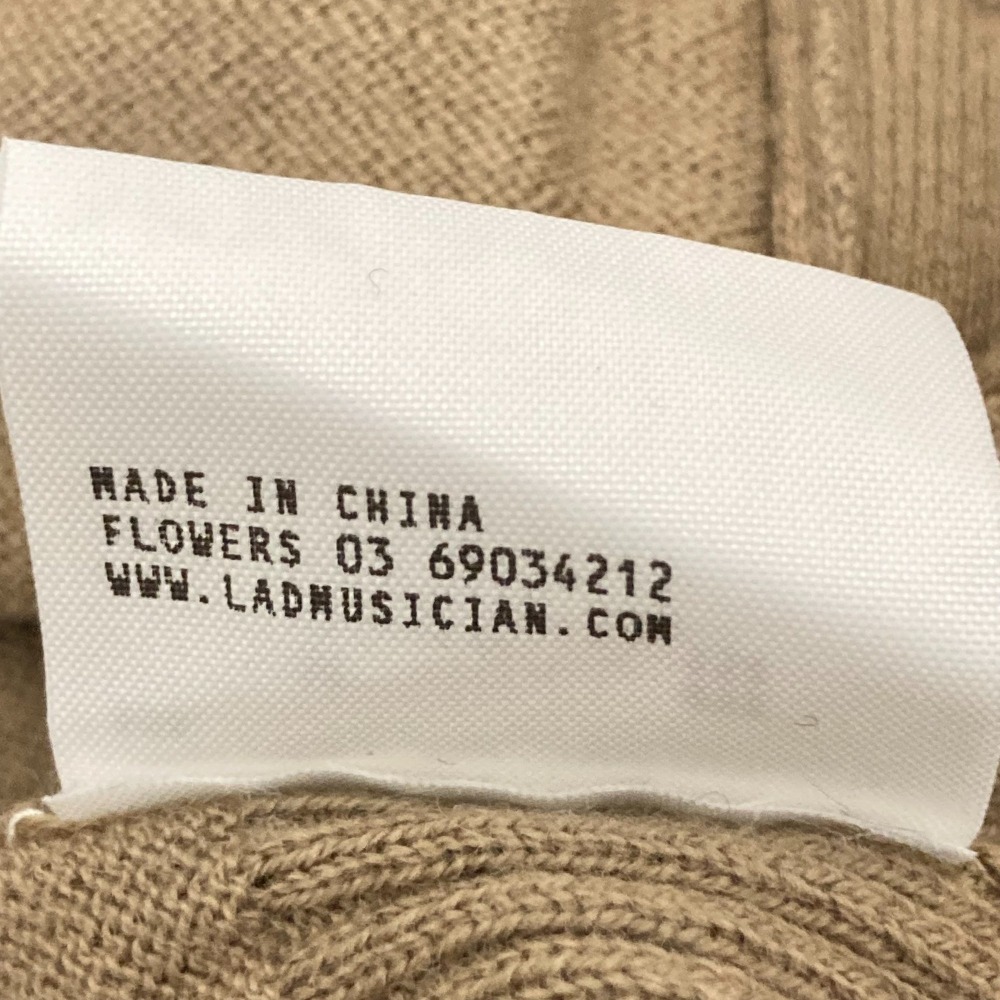 MADE IN CHINA
FLOWERS 03 69034212
WWW.LADMUSICIAN.COM